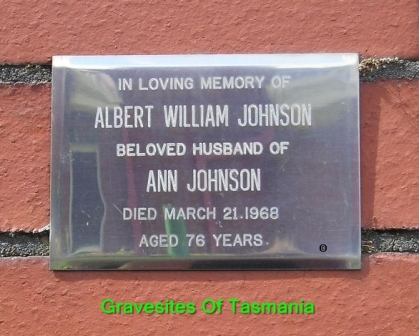 IN LOVING MEMORY OF
ALBERT WILLIAM JOHNSON
BELOVED HUSBAND OF
ANN JOHNSON
DIED MARCH 21.1968
AGED 76 YEARS.
Gravesites Of Tasmania